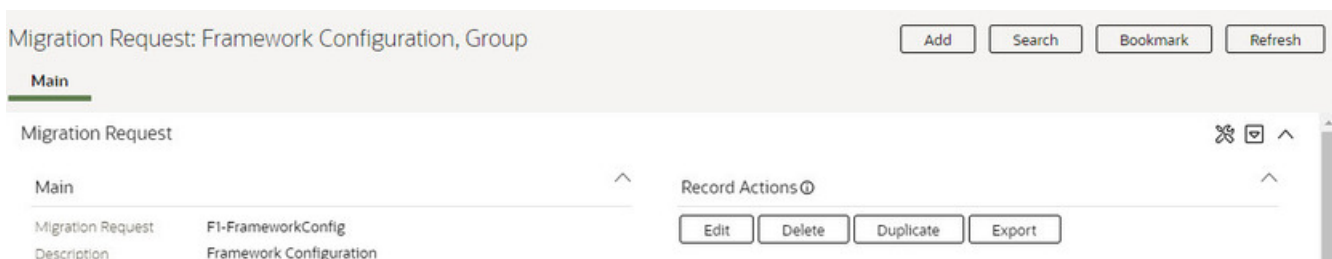 Migration Request: Framework Configuration, Group
Add Search Bookmark Refresh
Main
Migration Request
Main
Record Actions
Migration Request F1-FrameworkConfig
Edit Delete Duplicate Export
Description Framework Configuration